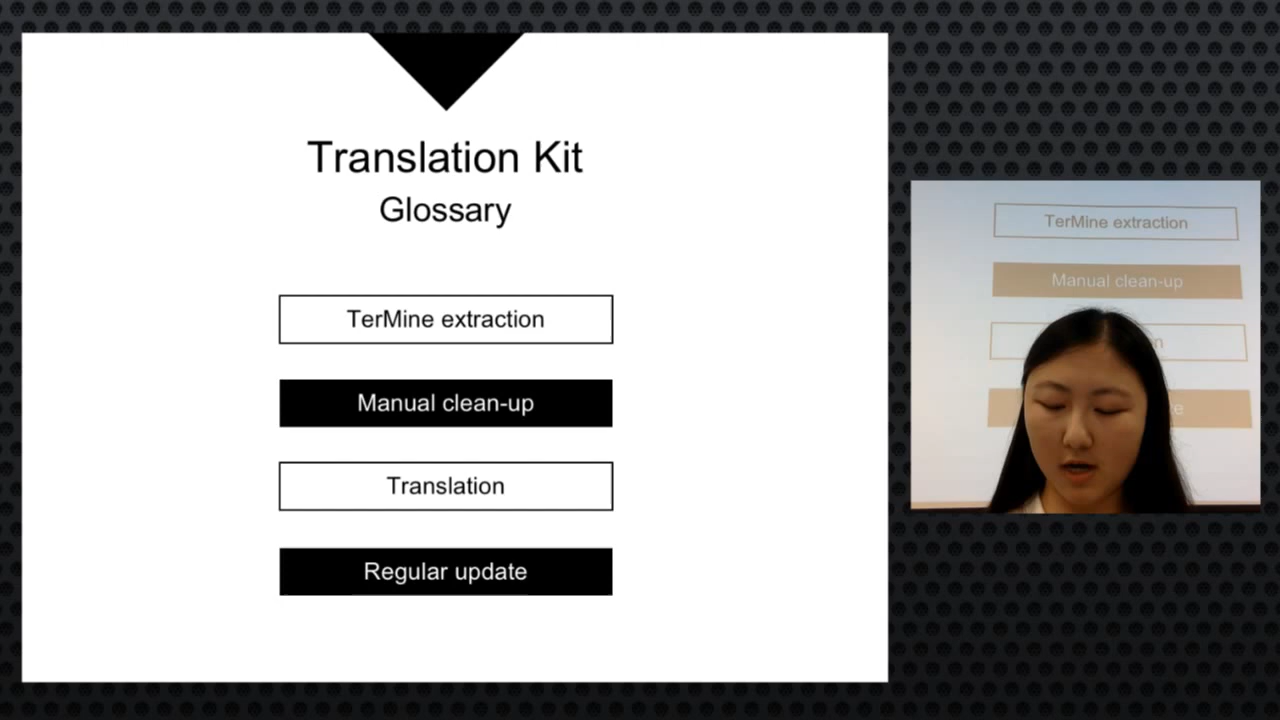 Translation Kit
Glossary
TerMine extraction
Manual clean-up
Translation
Regular update
TerMine extraction
Manual clean-up